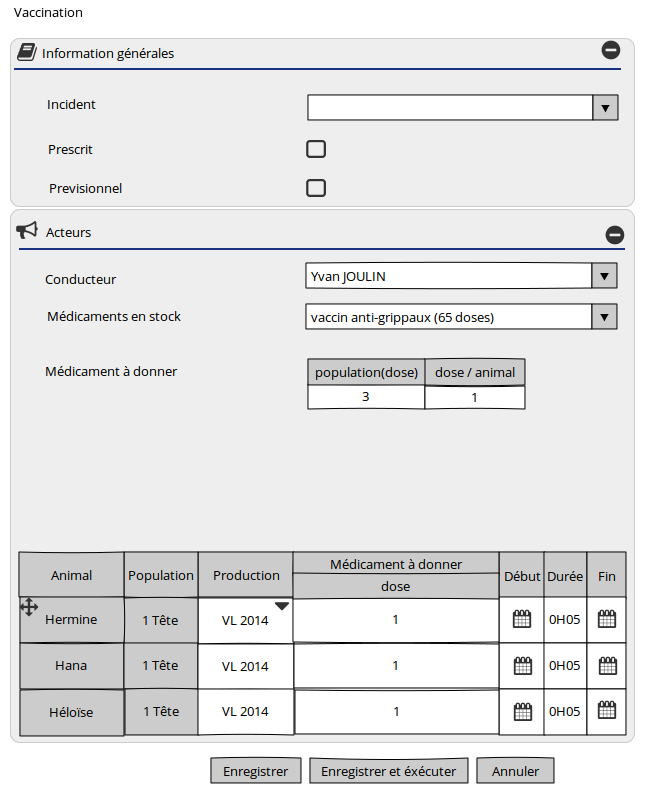 Vaccination
Information générales
Incident
Prescrit
Previsionnel
Acteurs
Conducteur Yvan JOULIN
Médicaments en stock vaccin anti-grippaux (65 doses)
Médicament à donner population(dose) dose / animal
3 1
Animal Population Production Médicament à donner Début Durée Fin
dose
Hermine 1 Tête VL 2014 1 0H05
Hana 1 Tête VL 2014 1 0H05
Héloïse 1 Tête VL 2014 1 0H05
Enregistrer Enregistrer et éxécuter Annuler